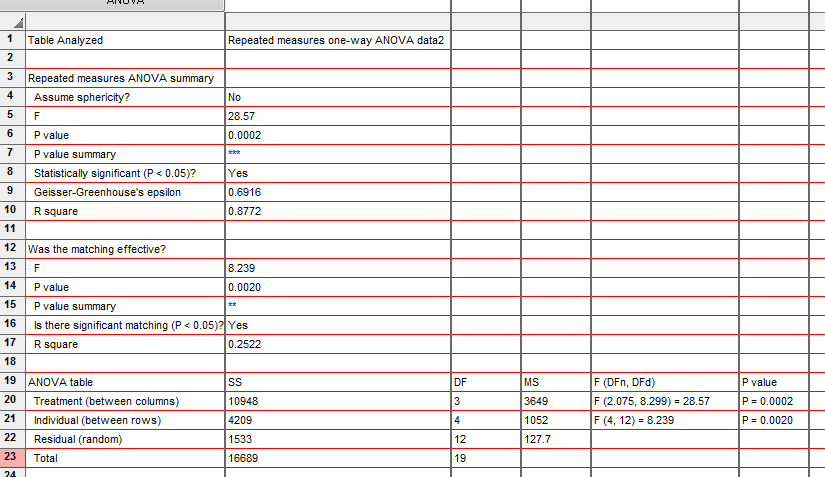 ANOVA
1 Table Analyzed Repeated measures one-way ANOVA data2
2
3 Repeated measures ANOVA summary
4 Assume sphericity? No
5 F 28.57
6 P value 0.0002
7 P value summary ***
8 Statistically significant (P < 0.05)? Yes
9 Geisser-Greenhouse's epsilon 0.6916
10 R square 0.8772
11
12 Was the matching effective?
13 F 8.239
14 P value 0.0020
15 P value summary **
16 Is there significant matching (P < 0.05)? Yes
17 R square 0.2522
18
19 ANOVA table SS DF MS F (DFn, DFd) P value
20 Treatment (between columns) 10948 3 3649 F (2.075, 8.299) = 28.57 P = 0.0002
21 Individual (between rows) 4209 4 1052 F (4, 12) = 8.239 P = 0.0020
22 Residual (random) 1533 12 127.7
23 Total 16689 19
24